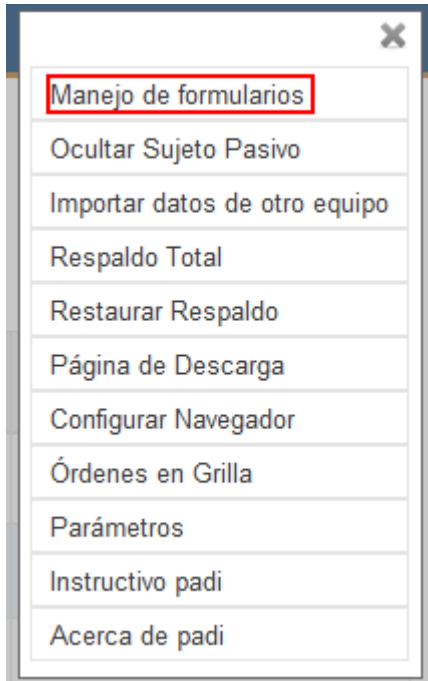 Manejo de formularios
Ocultar Sujeto Pasivo
Importar datos de otro equipo
Respaldo Total
Restaurar Respaldo
Página de Descarga
Configurar Navegador
Órdenes en Grilla
Parámetros
Instructivo padi
Acerca de padi